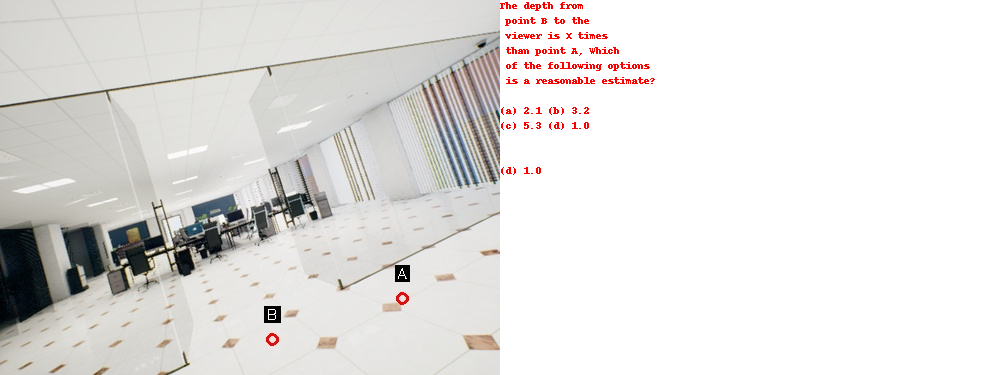 The depth from
point B to the
viewer is X times
than point A, Which
of the following options
is a reasonable estimate?
(a) 2.1 (b) 3.2
(c) 5.3 (d) 1.0
(d) 1.0
A
B